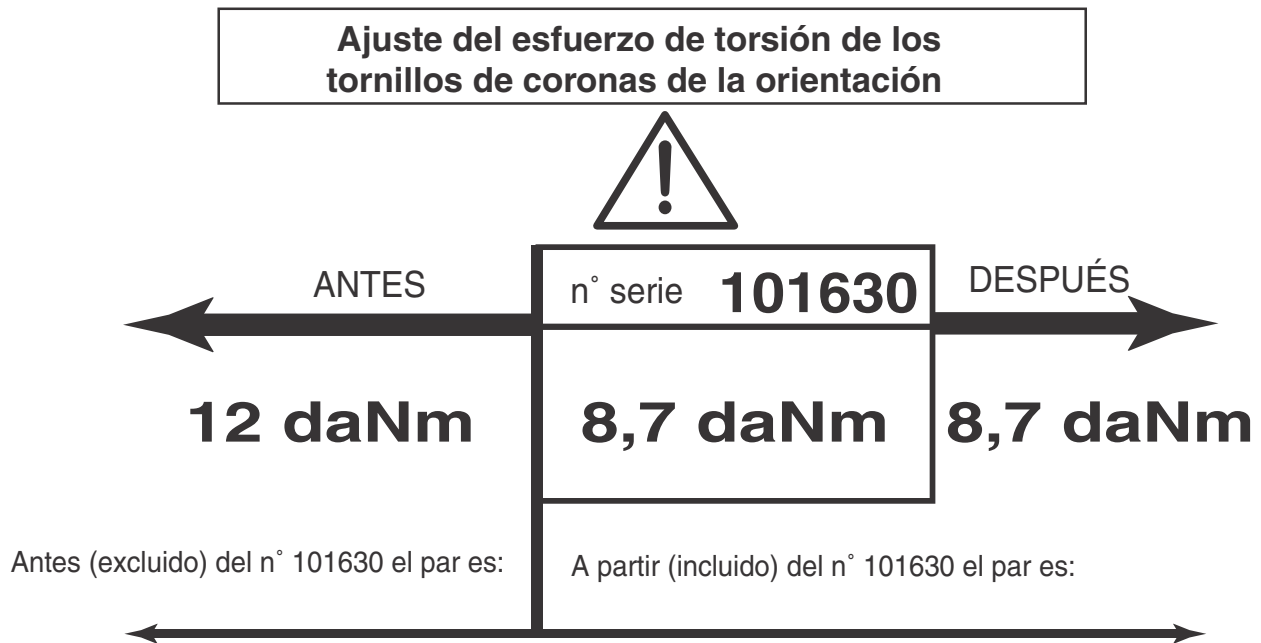 Ajuste del esfuerzo de torsión de los
tornillos de coronas de la orientación
ANTES
n° serie 101630
DESPUÉS
12 daNm
8,7 daNm
8,7 daNm
Antes (excluido) del n° 101630 el par es:
A partir (incluido) del n° 101630 el par es: